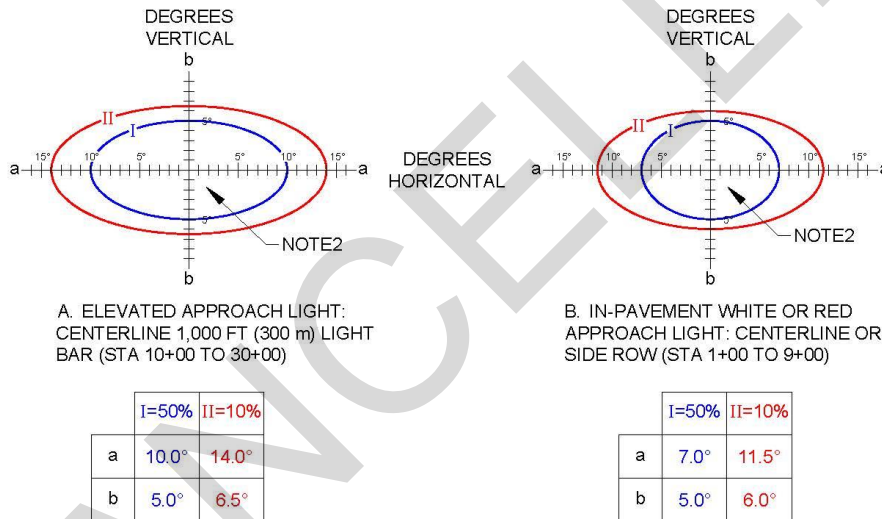 DEGREES
VERTICAL
b
II
I
5°
a
15°
10°
5°
5°
10°
15°
a
5°
NOTE2
b
A. ELEVATED APPROACH LIGHT:
CENTERLINE 1,000 FT (300 m) LIGHT
BAR (STA 10+00 TO 30+00)
I=50% II=10%
a 10.0° 14.0°
b 5.0° 6.5°
DEGREES
HORIZONTAL
DEGREES
VERTICAL
b
II
I
5°
a
15°
10°
5°
5°
10°
15°
a
5°
NOTE2
b
B. IN-PAVEMENT WHITE OR RED
APPROACH LIGHT: CENTERLINE OR
SIDE ROW (STA 1+00 TO 9+00)
I=50% II=10%
a 7.0° 11.5°
b 5.0° 6.0°